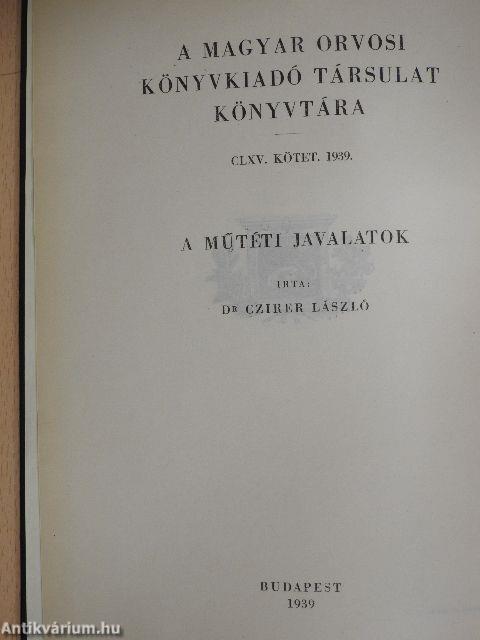 A MAGYAR ORVOSI
KÖNYVKIADÓ TÁRSULAT
KÖNYVTÁRA
CLXV. KÖTET. 1939.
A MŰTÉTI JAVALATOK
IRTA:
DR CZIRER LÁSZLÓ
BUDAPEST
1939
Antikvárium.hu